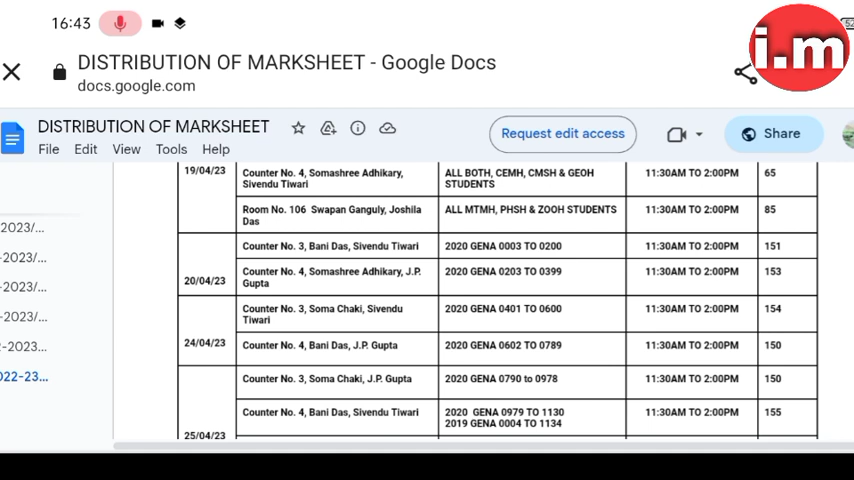 16:43
i.m
DISTRIBUTION OF MARKSHEET - Google Docs
docs.google.com
DISTRIBUTION OF MARKSHEET
File Edit View Tools Help
Request edit access
Share
2023/...
-2023/...
-2023/...
-2023/...
2-2023...
022-23...
19/04/23
Counter No. 4, Somashree Adhikary,
Sivendu Tiwari
ALL BOTH, CEMH, CMSH & GEOH
STUDENTS
11:30AM TO 2:00PM
65
Room No. 106 Swapan Ganguly, Joshila
Das
ALL MTMH, PHSH & ZOOH STUDENTS
11:30AM TO 2:00PM
85
20/04/23
Counter No. 3, Bani Das, Sivendu Tiwari
2020 GENA 0003 TO 0200
11:30AM TO 2:00PM
151
Counter No. 4, Somashree Adhikary, J.P.
Gupta
2020 GENA 0203 TO 0399
11:30AM TO 2:00PM
153
24/04/23
Counter No. 3, Soma Chaki, Sivendu
Tiwari
2020 GENA 0401 TO 0600
11:30AM TO 2:00PM
154
Counter No. 4, Bani Das, J.P. Gupta
2020 GENA 0602 TO 0789
11:30AM TO 2:00PM
150
25/04/23
Counter No. 3, Soma Chaki, J.P. Gupta
2020 GENA 0790 to 0978
11:30AM TO 2:00PM
150
Counter No. 4, Bani Das, Sivendu Tiwari
2020 GENA 0979 TO 1130
2019 GENA 0004 TO 1134
11:30AM TO 2:00PM
155